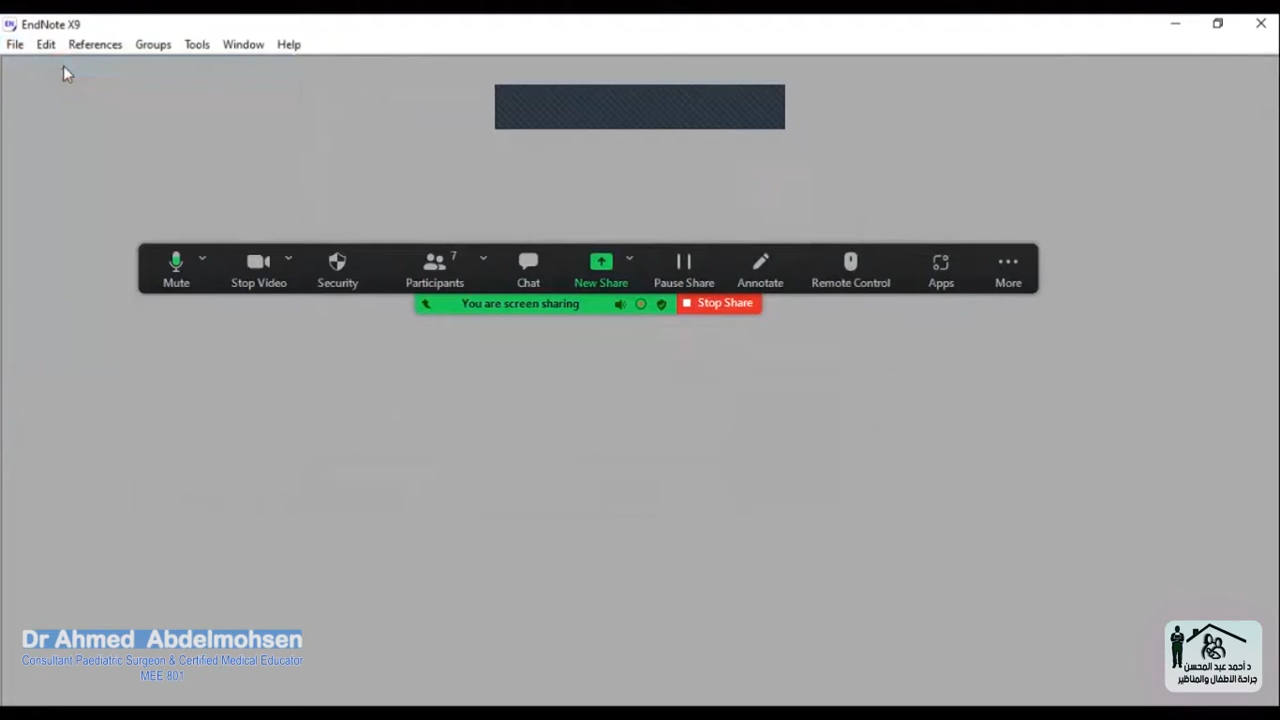 EndNote X9
File Edit References Groups Tools Window Help
7
Mute Stop Video Security Participants Chat New Share Pause Share Annotate Remote Control Apps More
You are screen sharing Stop Share
Dr Ahmed Abdelmohsen
Consultant Paediatric Surgeon & Certified Medical Educator
MEE 801
د أحمد عبد المحسن
جراحة الأطفال والمناظير